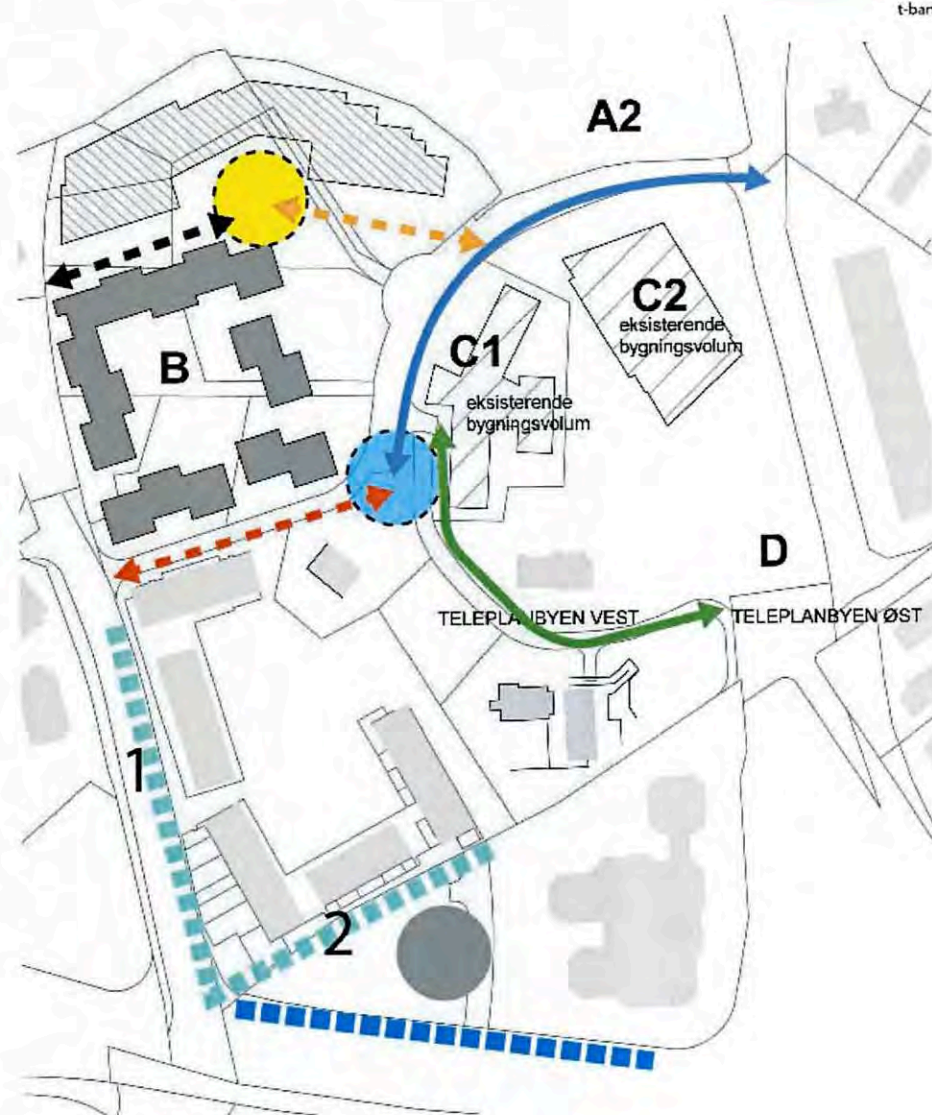 t-ban
A2
C2
eksisterende
bygningsvolum
C1
eksisterende
bygningsvolum
B
D
TELEPLANBYEN VEST
TELEPLANBYEN ØST
1
2